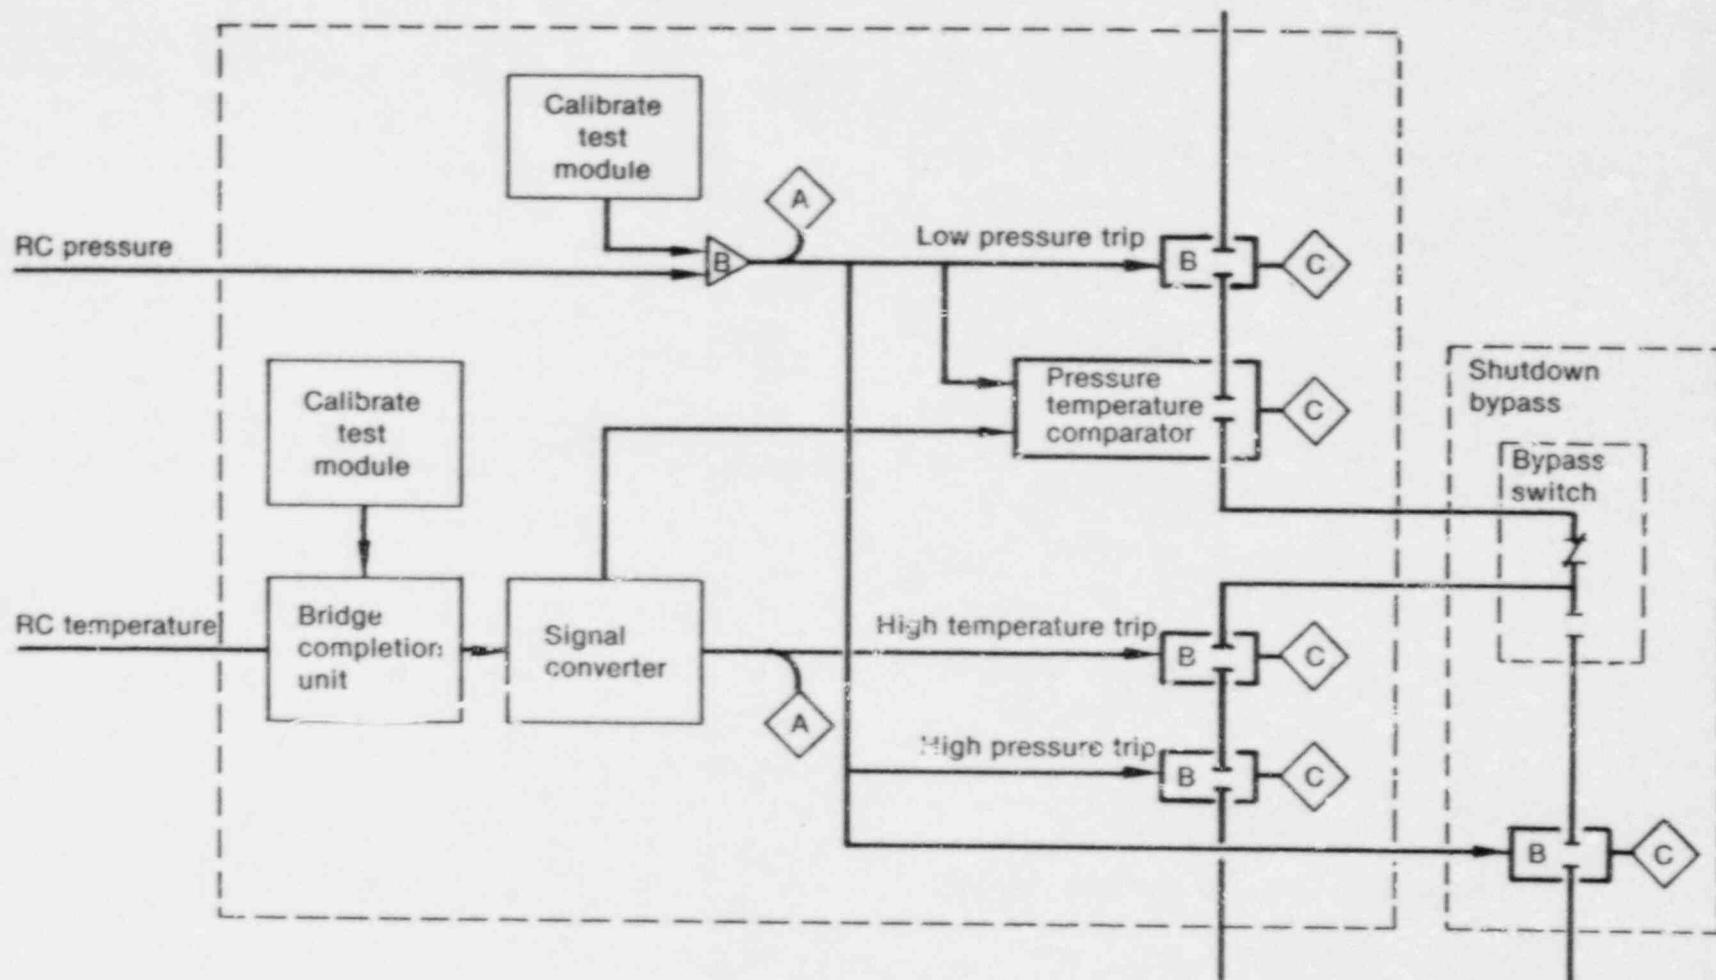 Calibrate
test
module
A
RC pressure
B
Low pressure trip
B
C
Pressure
temperature
comparator
C
Shutdown
bypass
Bypass
switch
Calibrate
test
module
RC temperature
Bridge
completion
unit
Signal
converter
A
High temperature trip
B
C
High pressure trip
B
C
B
C